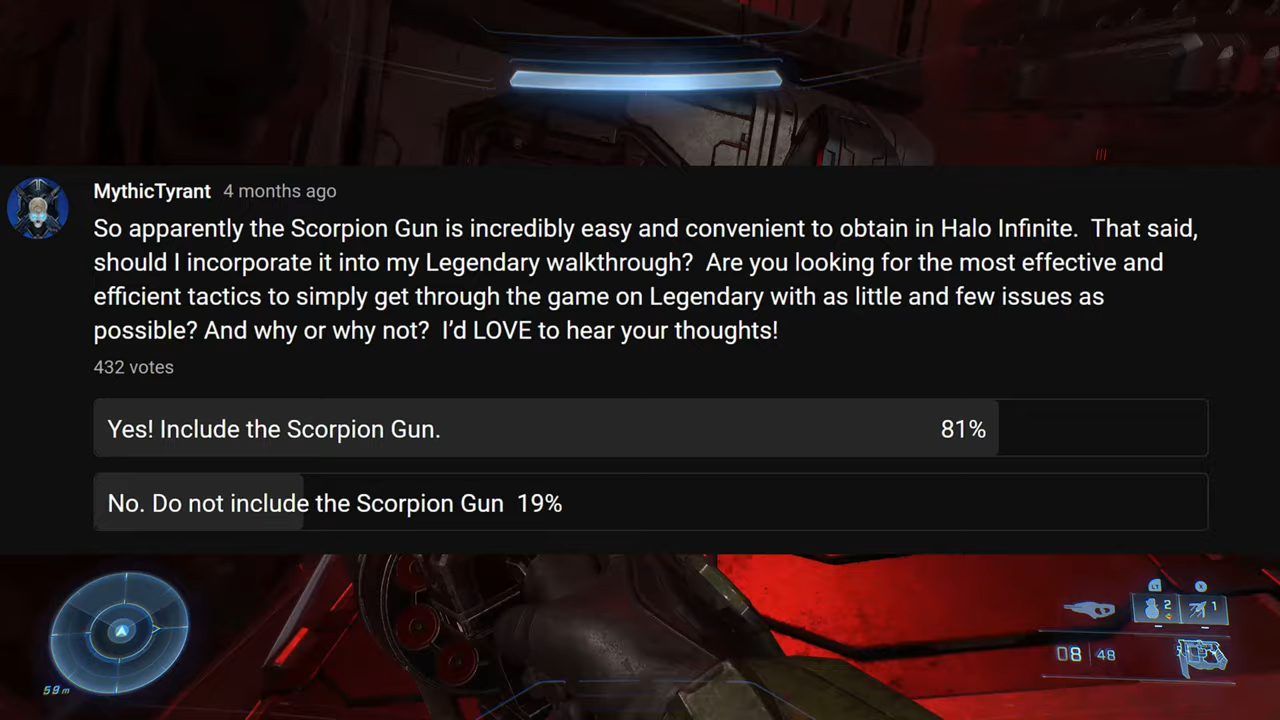 MythicTyrant 4 months ago
So apparently the Scorpion Gun is incredibly easy and convenient to obtain in Halo Infinite. That said,
should I incorporate it into my Legendary walkthrough? Are you looking for the most effective and
efficient tactics to simply get through the game on Legendary with as little and few issues as
possible? And why or why not? I'd LOVE to hear your thoughts!
432 votes
Yes! Include the Scorpion Gun. 81%
No. Do not include the Scorpion Gun 19%
LT X
2 1
08 48
59 m